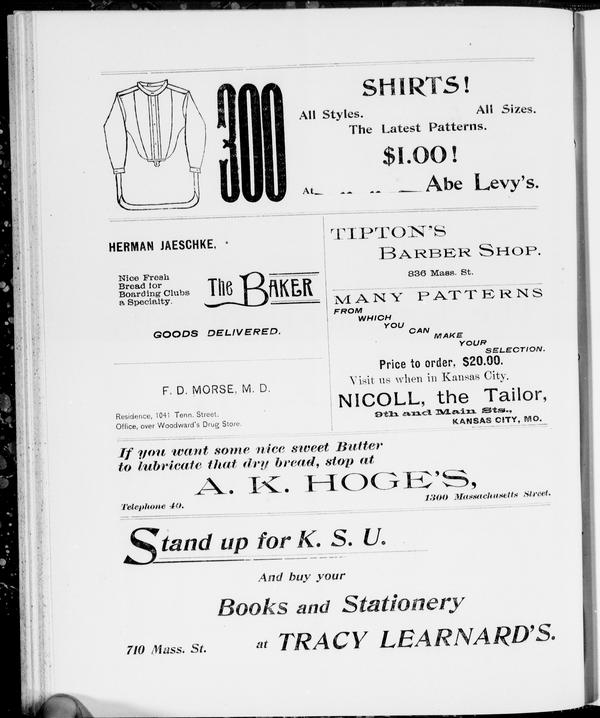 300
SHIRTS!
All Styles. All Sizes.
The Latest Patterns.
$1.00!
At Abe Levy's.
HERMAN JAESCHKE,
Nice Fresh
Bread for
Boarding Clubs
a Specialty.
The BAKER
GOODS DELIVERED.
F. D. MORSE, M. D.
Residence, 1041 Tenn. Street.
Office, over Woodward's Drug Store.
TIPTON'S
BARBER SHOP.
836 Mass. St.
MANY PATTERNS
FROM
WHICH
YOU
CAN
MAKE
YOUR
SELECTION.
Price to order, $20.00.
Visit us when in Kansas City.
NICOLL, the Tailor,
9th and Main Sts.,
KANSAS CITY, MO.
If you want some nice sweet Butter
to lubricate that dry bread, stop at
A. K. HOGE'S,
Telephone 40. 1300 Massachusetts Street.
Stand up for K. S. U.
And buy your
Books and Stationery
710 Mass. St. at TRACY LEARNARD'S.